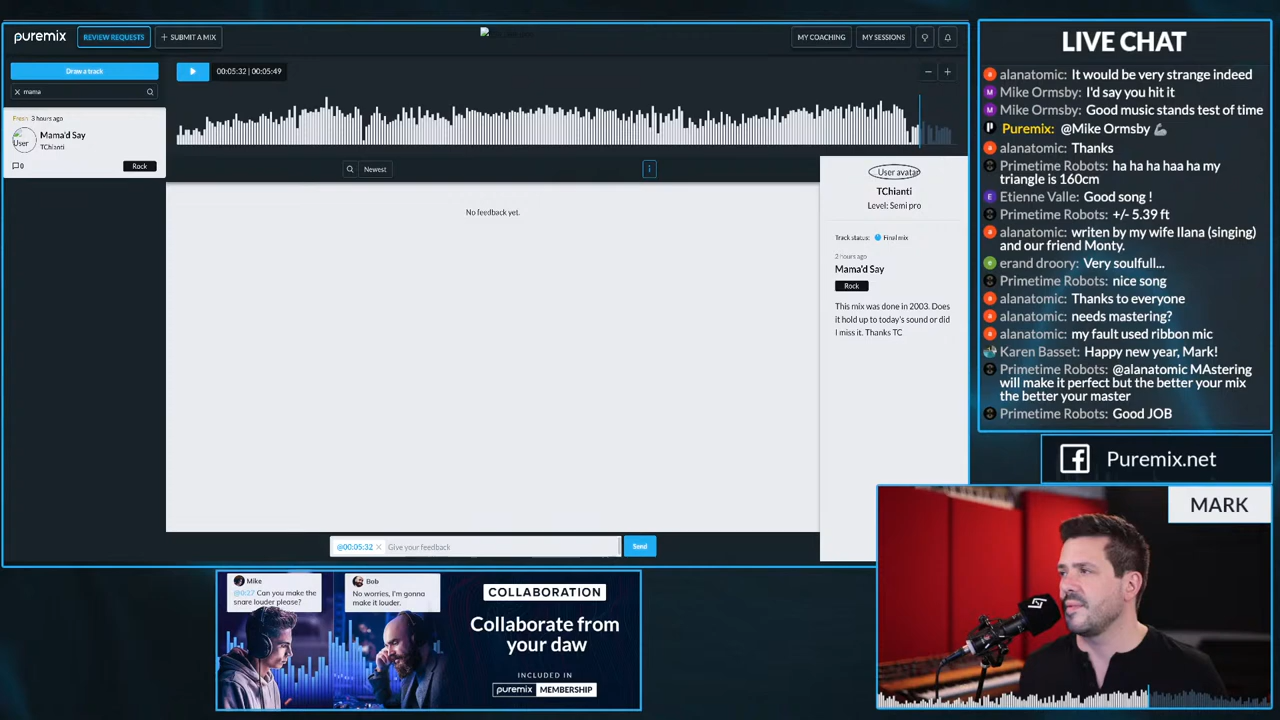 puremix
REVIEW REQUESTS
+ SUBMIT A MIX
MY COACHING
MY SESSIONS
Draw a track
mama
Fresh 3 hours ago
User
Mama'd Say
TChianti
0
Rock
00:05:32 | 00:05:49
Newest
No feedback yet.
User avatar
TChianti
Level: Semi pro
Track status: Final mix
2 hours ago
Mama'd Say
Rock
This mix was done in 2003. Does
it hold up to today's sound or did
I miss it. Thanks TC
@00:05:32
Give your feedback
Send
LIVE CHAT
alanatomic: It would be very strange indeed
Mike Ormsby: I'd say you hit it
Mike Ormsby: Good music stands test of time
Puremix: @Mike Ormsby 💪
alanatomic: Thanks
Primetime Robots: ha ha ha haa ha my
triangle is 160cm
Etienne Valle: Good song !
Primetime Robots: +/- 5.39 ft
alanatomic: writen by my wife Ilana (singing)
and our friend Monty.
erand droory: Very soulfull...
Primetime Robots: nice song
alanatomic: Thanks to everyone
alanatomic: needs mastering?
alanatomic: my fault used ribbon mic
Karen Basset: Happy new year, Mark!
Primetime Robots: @alanatomic MAstering
will make it perfect but the better your mix
the better your master
Primetime Robots: Good JOB
Puremix.net
MARK
Mike
@0:27 Can you make the
snare louder please?
Bob
No worries, I'm gonna
make it louder.
COLLABORATION
Collaborate from
your daw
INCLUDED IN
puremix MEMBERSHIP